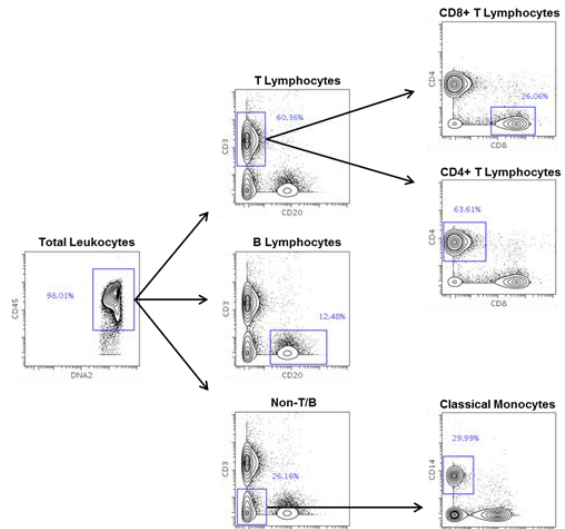 CD8+ T Lymphocytes
CD4
26.06%
CD8
T Lymphocytes
60.36%
CD3
CD20
CD4+ T Lymphocytes
63.61%
CD4
CD8
Total Leukocytes
98.01%
CD45
DNA2
B Lymphocytes
CD3
12.48%
CD20
Non-T/B
CD3
26.16%
CD20
Classical Monocytes
29.99%
CD14